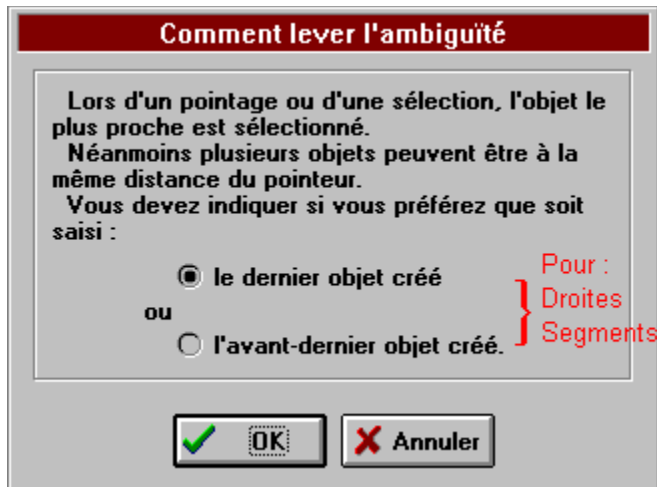 Comment lever l'ambiguïté
Lors d'un pointage ou d'une sélection, l'objet le
plus proche est sélectionné.
Néanmoins plusieurs objets peuvent être à la
même distance du pointeur.
Vous devez indiquer si vous préférez que soit
saisi :
le dernier objet créé
ou
l'avant-dernier objet créé.
Pour :
Droites
Segments
OK
Annuler